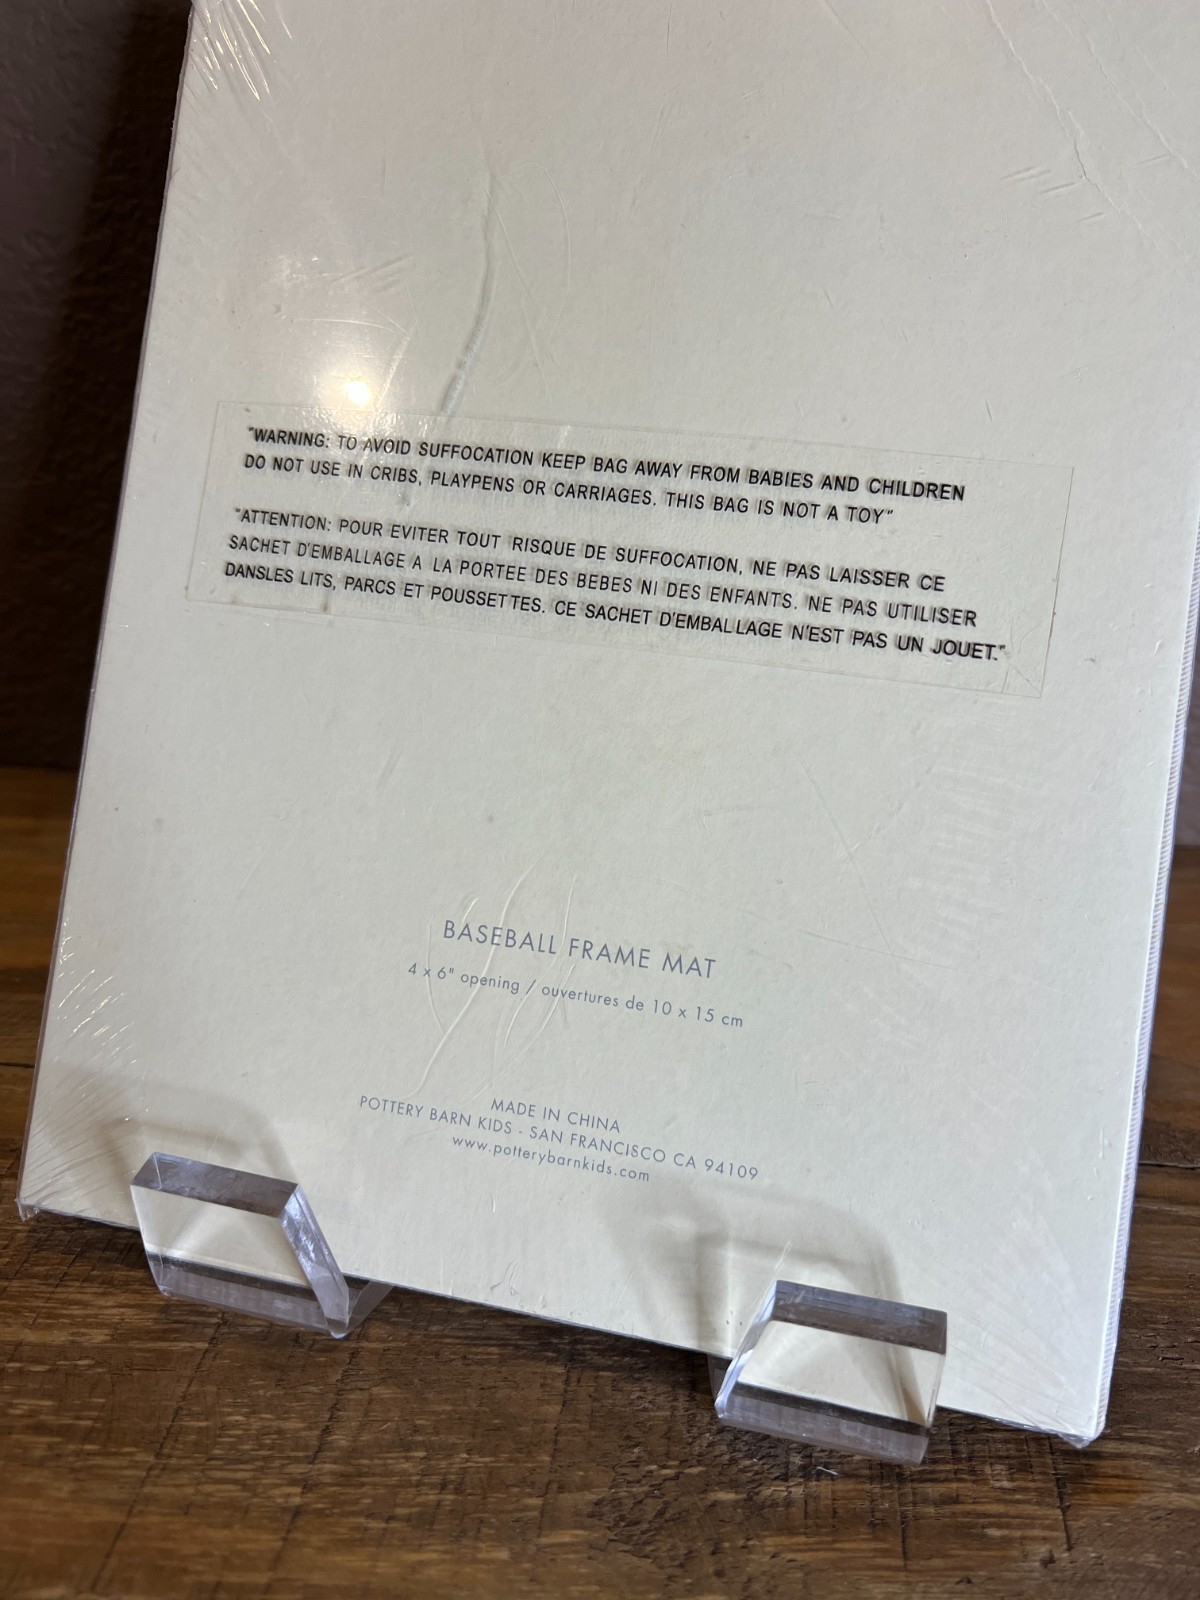 "WARNING: TO AVOID SUFFOCATION KEEP BAG AWAY FROM BABIES AND CHILDREN
DO NOT USE IN CRIBS, PLAYPENS OR CARRIAGES. THIS BAG IS NOT A TOY"
"ATTENTION: POUR EVITER TOUT RISQUE DE SUFFOCATION, NE PAS LAISSER CE
SACHET D'EMBALLAGE A LA PORTEE DES BEBES NI DES ENFANTS. NE PAS UTILISER
DANSLES LITS, PARCS ET POUSSETTES. CE SACHET D'EMBALLAGE N'EST PAS UN JOUET."
BASEBALL FRAME MAT
4 x 6" opening / ouvertures de 10 x 15 cm
MADE IN CHINA
POTTERY BARN KIDS - SAN FRANCISCO CA 94109
www.potterybarnkids.com